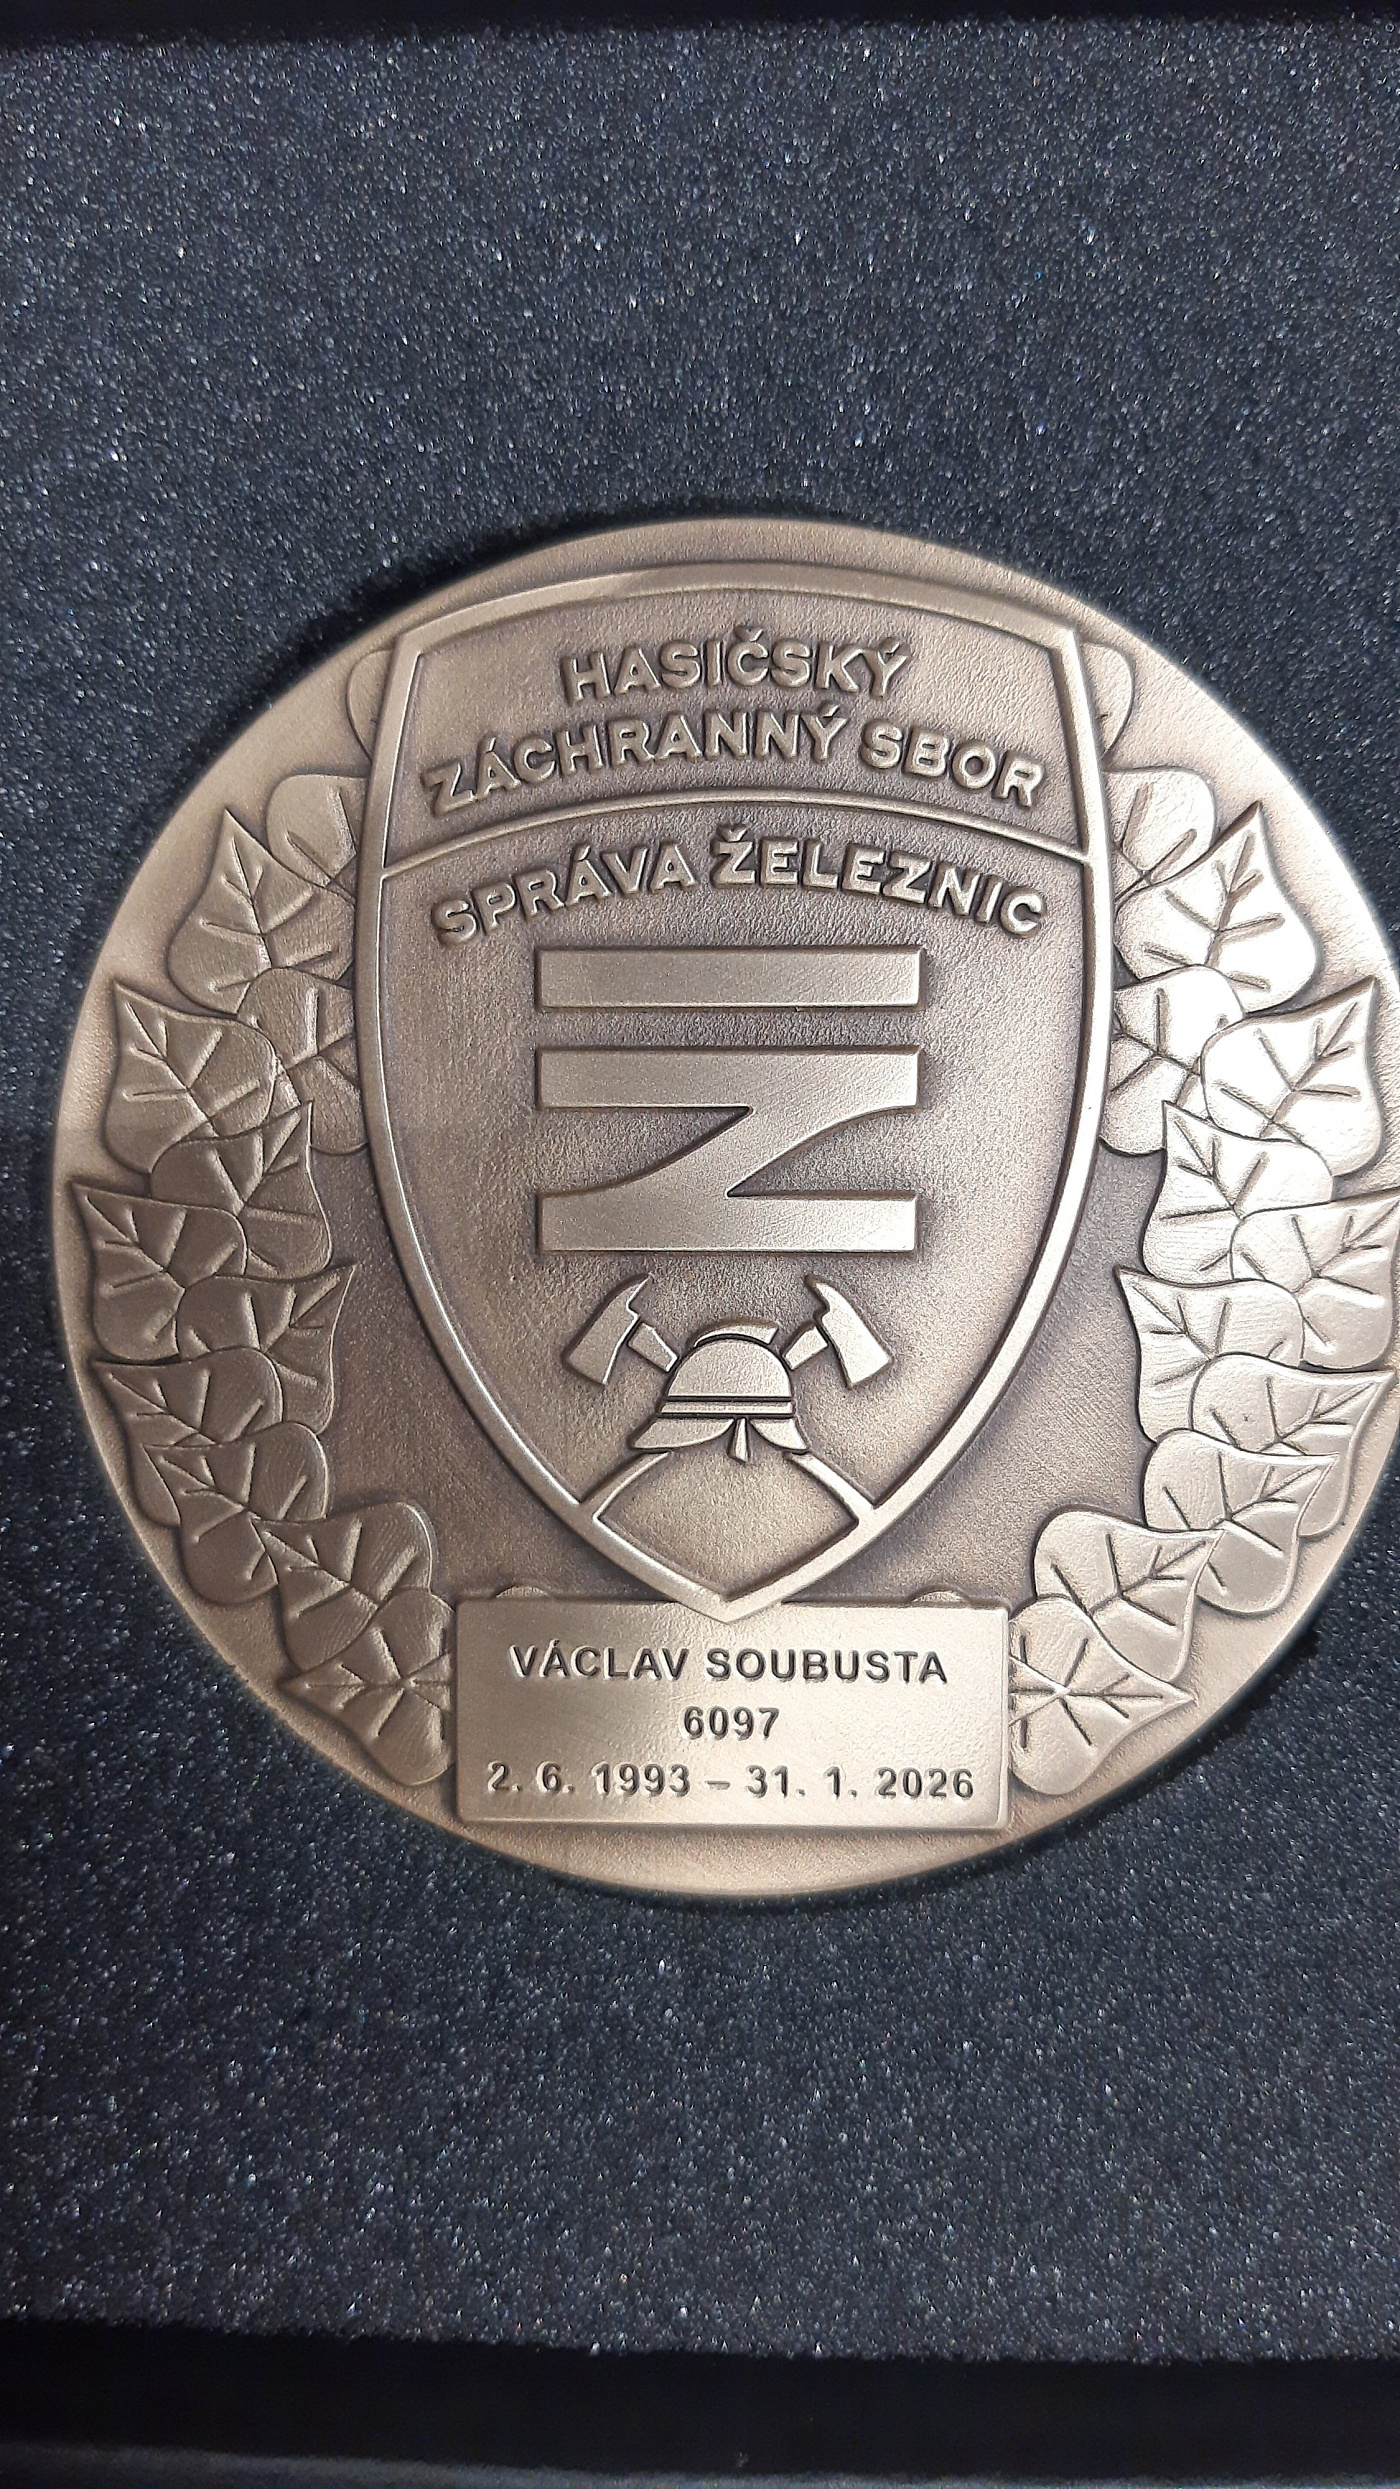 HASIČSKÝ
ZÁCHRANNÝ SBOR
SPRÁVA ŽELEZNIC
VÁCLAV SOUBUSTA
6097
2. 6. 1993 – 31. 1. 2026